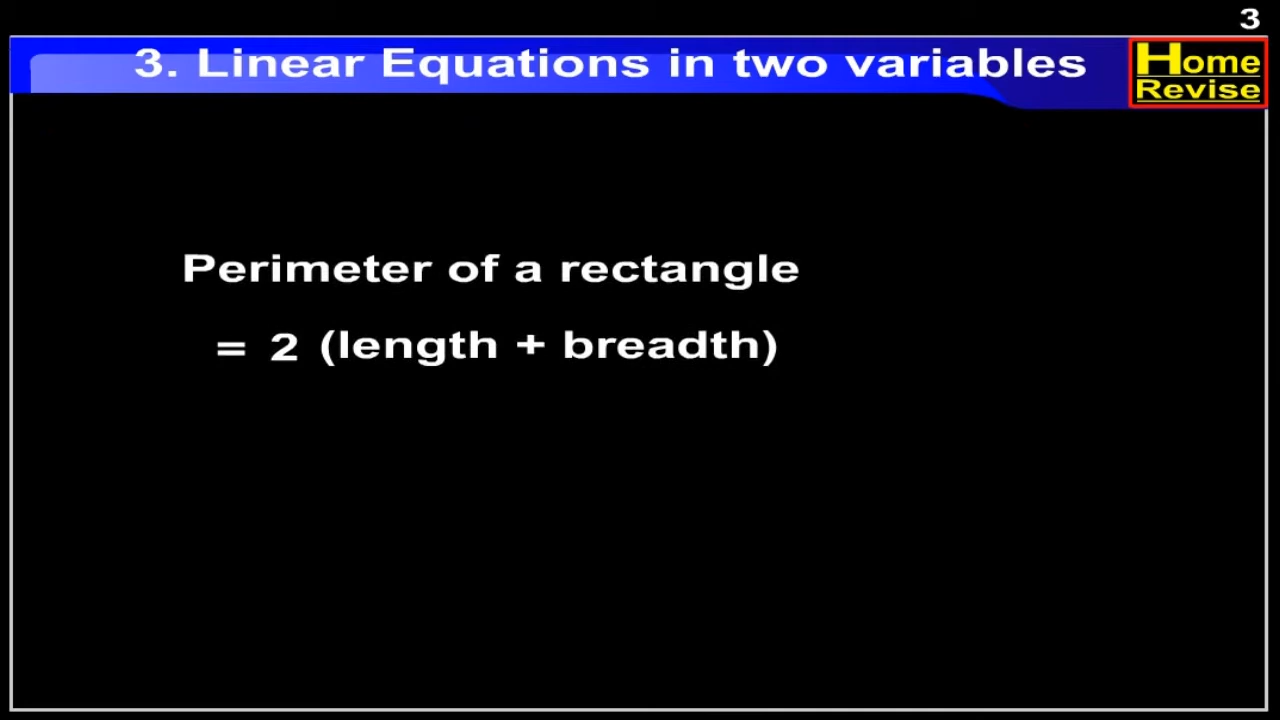 3
3. Linear Equations in two variables
Home
Revise
Perimeter of a rectangle
= 2 (length + breadth)